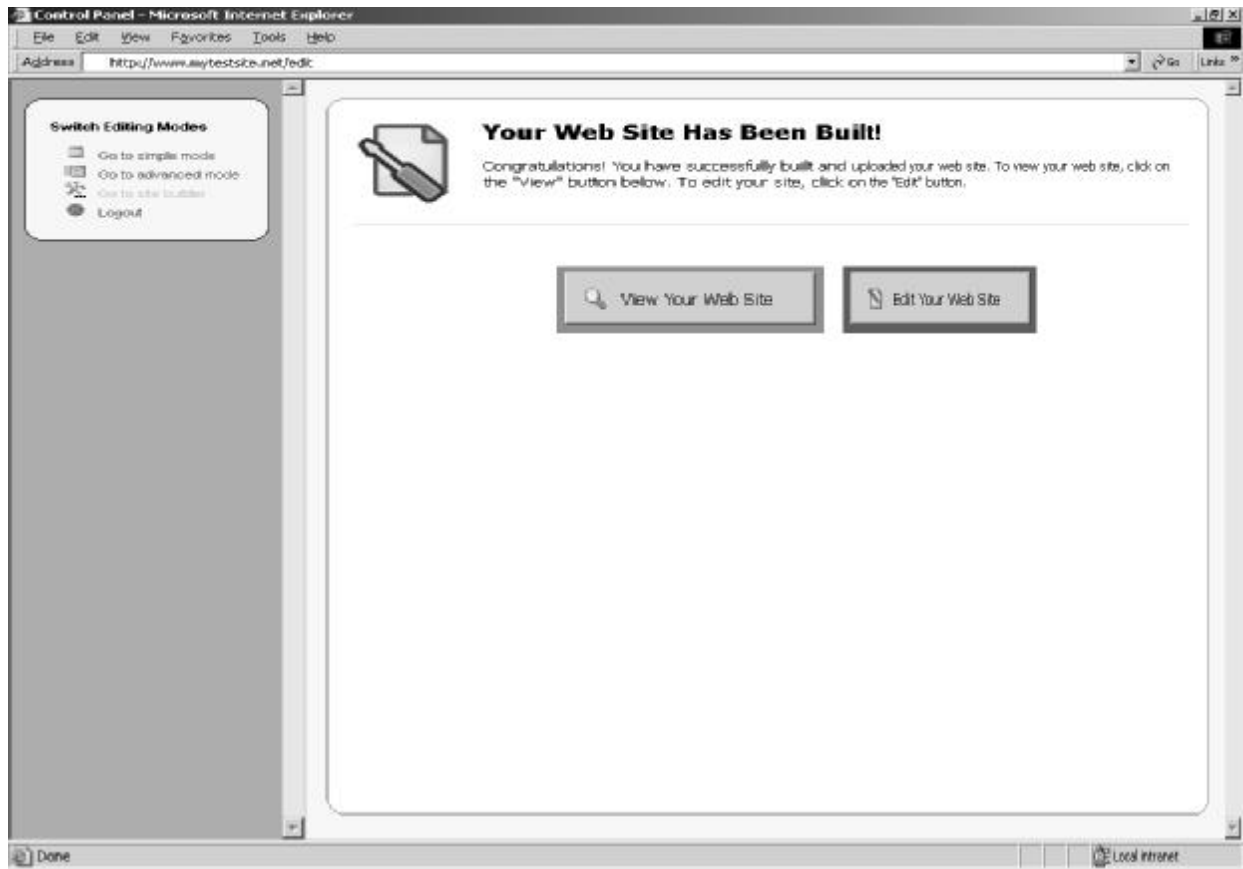 Control Panel - Microsoft Internet Explorer
File Edit View Favorites Tools Help
Address http://www.mytestsite.net/edit Go Links »
Switch Editing Modes
Go to simple mode
Go to advanced mode
Go to site builder
Logout
Your Web Site Has Been Built!
Congratulations! You have successfully built and uploaded your web site. To view your web site, click on
the "View" button below. To edit your site, click on the "Edit" button.
View Your Web Site
Edit Your Web Site
Done
Local intranet